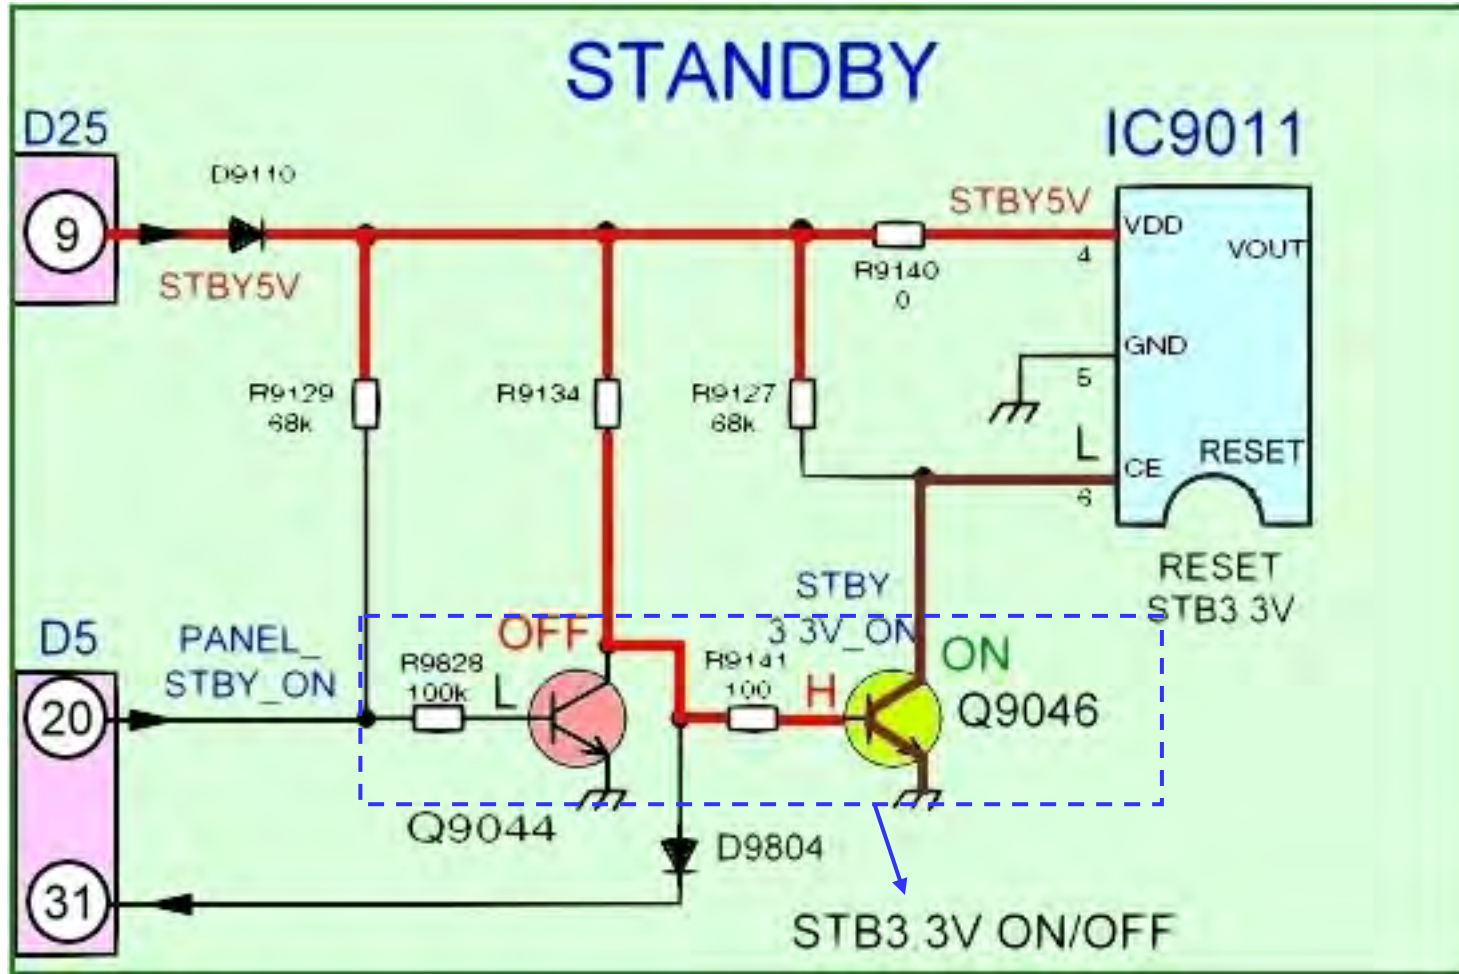 STANDBY
D25
IC9011
D9110
9
STBY5V
STBY5V
VDD
4
VOUT
R9140
0
GND
5
R9129
68k
R9134
R9127
68k
L
CE
RESET
6
RESET
STB3.3V
STBY
3.3V_ON
D5
PANEL_
STBY_ON
OFF
ON
R9828
100k
L
R9141
100
H
Q9046
20
Q9044
D9804
31
STB3.3V ON/OFF